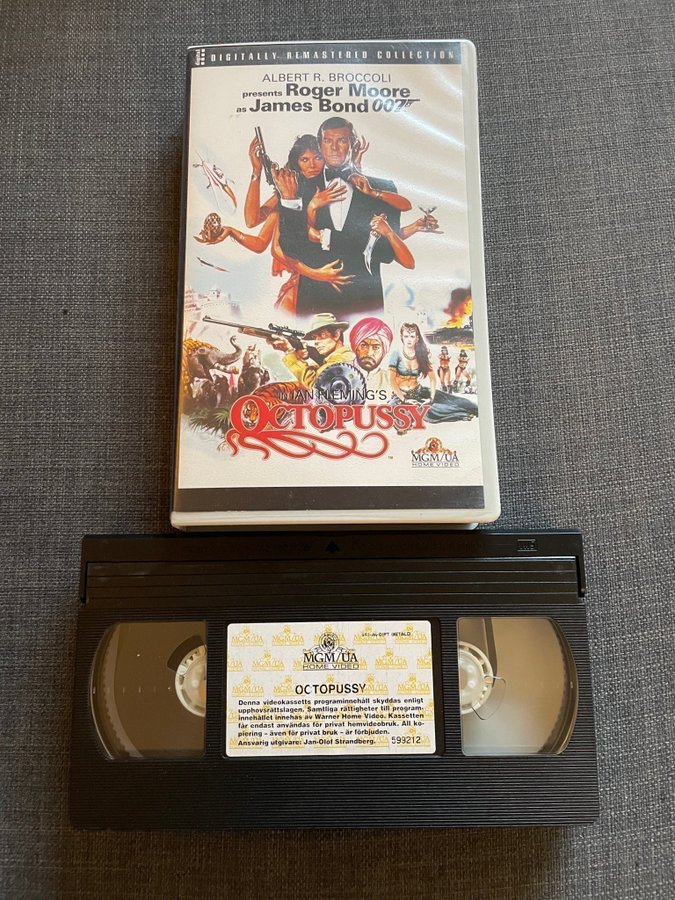 DIGITALLY REMASTERED COLLECTION
ALBERT R. BROCCOLI
presents Roger Moore
as James Bond 007
IAN FLEMING'S
OCTOPUSSY
TM
MGM/UA
HOME VIDEO
MGM/UA
HOME VIDEO
OCTOPUSSY
Denna videokassetts programinnehåll skyddas enligt
upphovsrättslagen. Samtliga rättigheter till program-
innehållet innehas av Warner Home Video. Kassetten
får endast användas för privat hemvideobruk. All ko-
piering - även för privat bruk - är förbjuden.
Ansvarig utgivare: Jan-Olof Strandberg. 599212